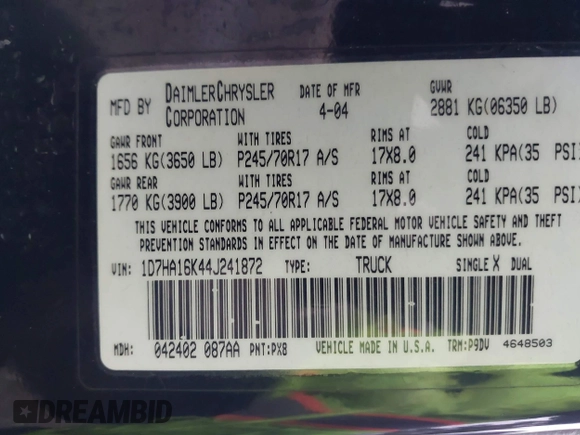 MFD BY DAIMLERCHRYSLER CORPORATION DATE OF MFR 4-04 GVWR 2881 KG(06350 LB)
GAWR FRONT WITH TIRES RIMS AT COLD
1656 KG(3650 LB) P245/70R17 A/S 17X8.0 241 KPA(35 PSI
GAWR REAR WITH TIRES RIMS AT COLD
1770 KG(3900 LB) P245/70R17 A/S 17X8.0 241 KPA(35 PSI
THIS VEHICLE CONFORMS TO ALL APPLICABLE FEDERAL MOTOR VEHICLE SAFETY AND THEFT
PREVENTION STANDARDS IN EFFECT ON THE DATE OF MANUFACTURE SHOWN ABOVE.
VIN: 1D7HA16K44J241872 TYPE: TRUCK SINGLE X DUAL
MDH: 042402 087AA PNT:PX8 VEHICLE MADE IN U.S.A. TRM:P9DV 4648503
DREAMBID